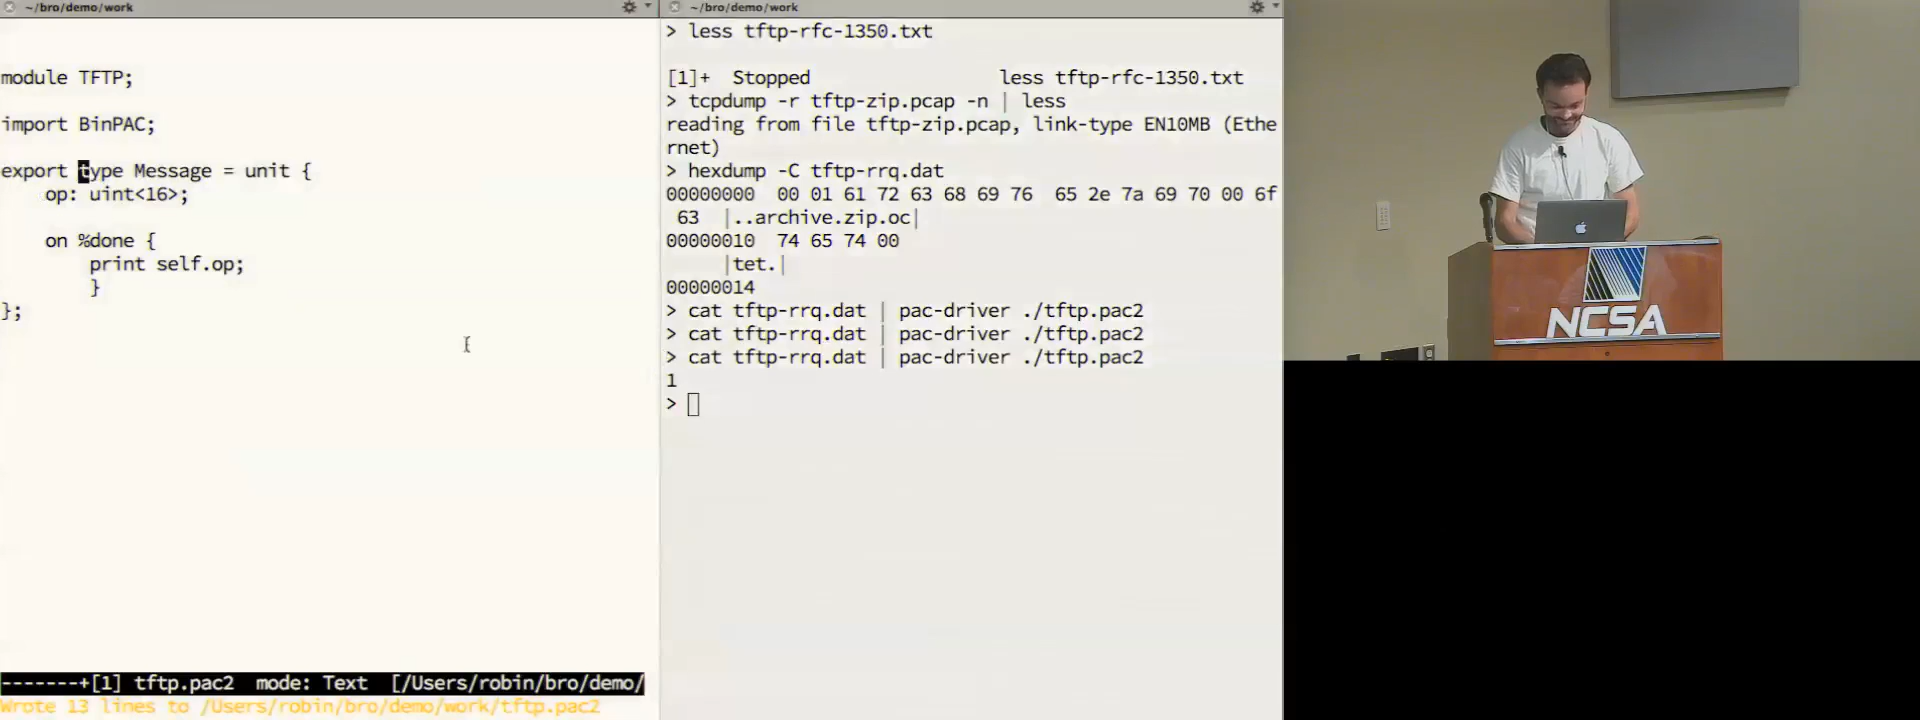 ~/bro/demo/work
module TFTP;
import BinPAC;
export type Message = unit {
op: uint<16>;
on %done {
print self.op;
}
};
-------+[1] tftp.pac2  mode: Text  [/Users/robin/bro/demo/
Wrote 13 lines to /Users/robin/bro/demo/work/tftp.pac2
~/bro/demo/work
> less tftp-rfc-1350.txt
[1]+  Stopped                 less tftp-rfc-1350.txt
> tcpdump -r tftp-zip.pcap -n | less
reading from file tftp-zip.pcap, link-type EN10MB (Ethe
rnet)
> hexdump -C tftp-rrq.dat
00000000  00 01 61 72 63 68 69 76  65 2e 7a 69 70 00 6f
63  |..archive.zip.oc|
00000010  74 65 74 00
|tet.|
00000014
> cat tftp-rrq.dat | pac-driver ./tftp.pac2
> cat tftp-rrq.dat | pac-driver ./tftp.pac2
> cat tftp-rrq.dat | pac-driver ./tftp.pac2
1
>
NCSA